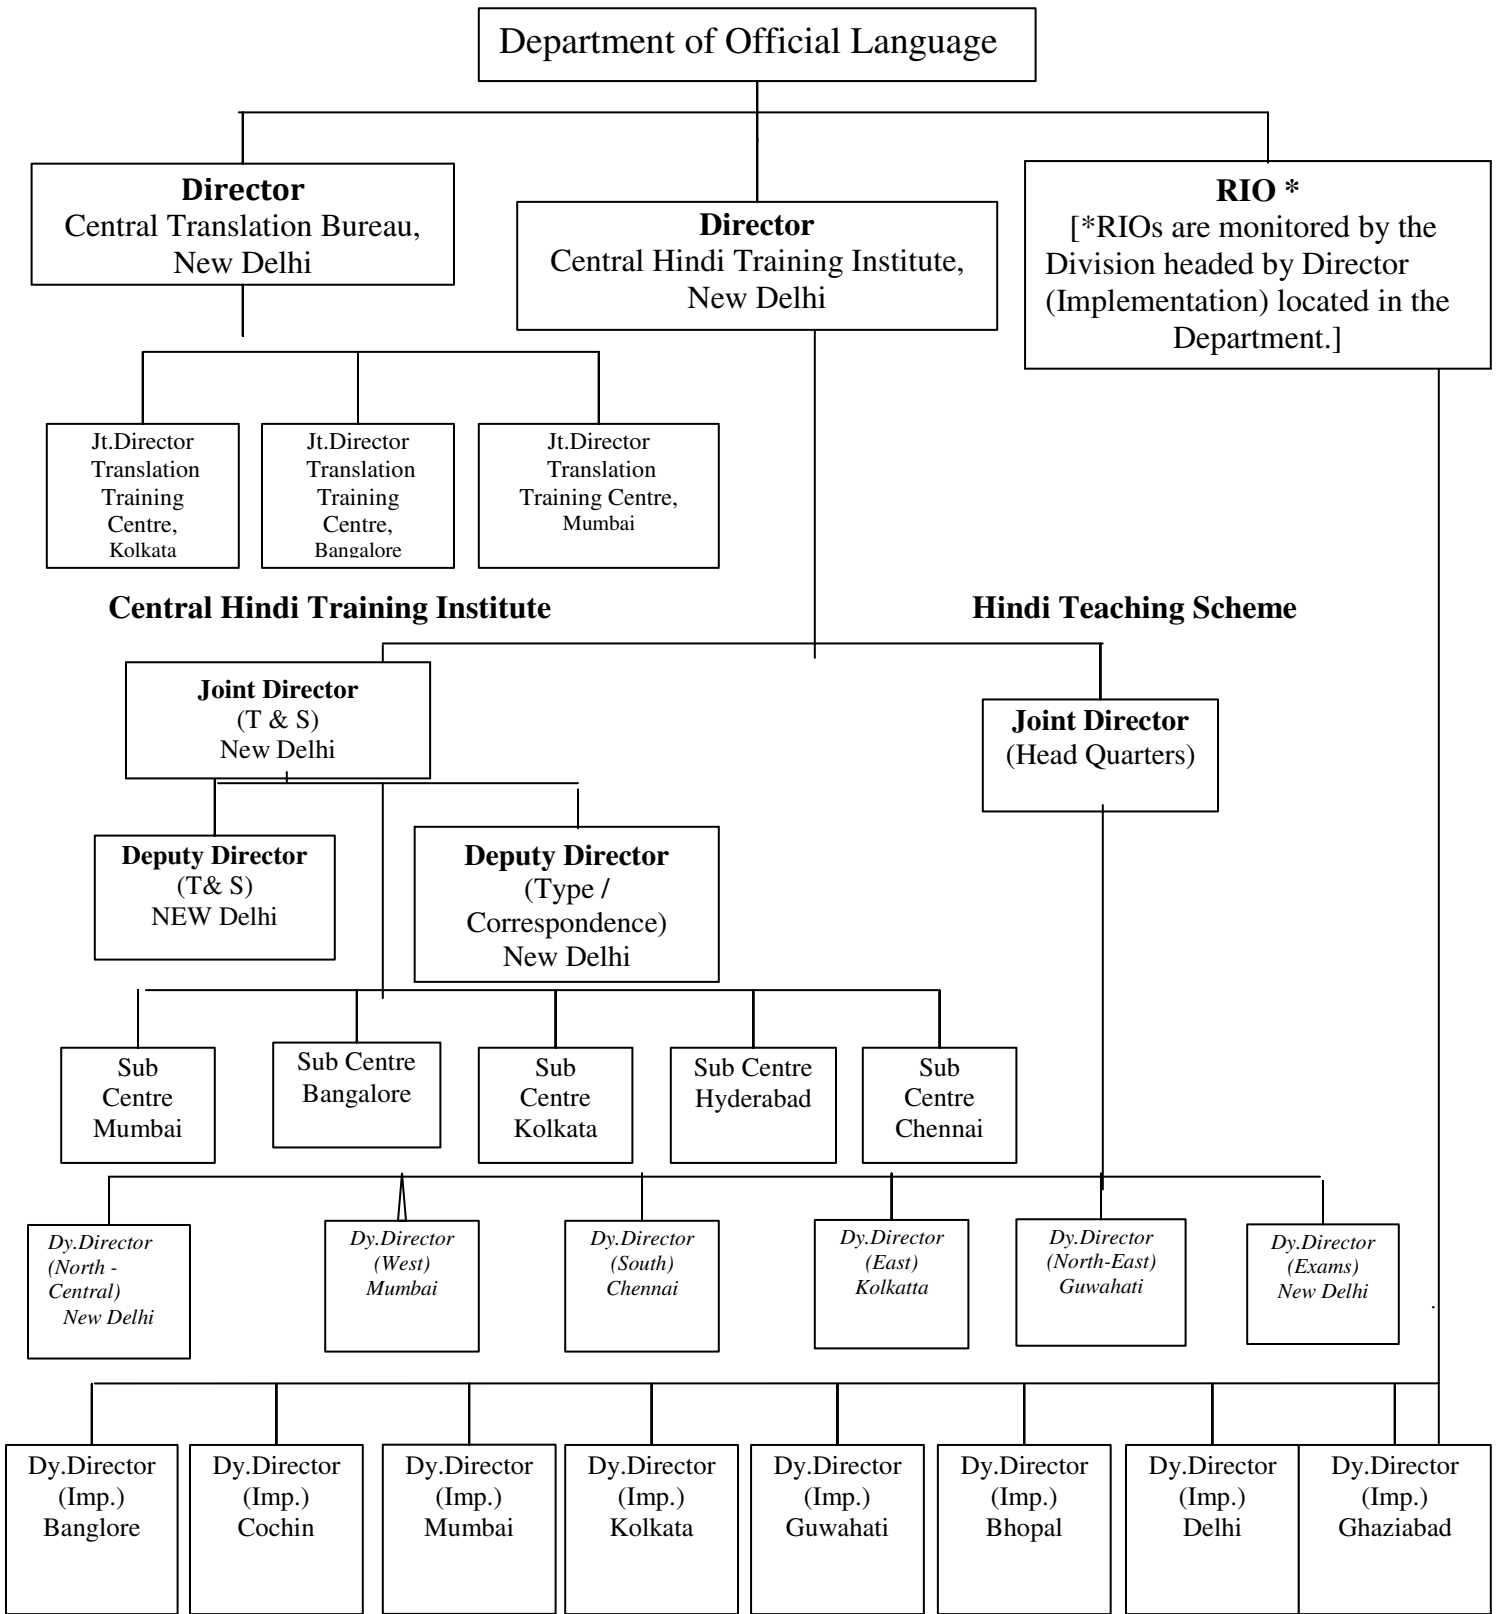 Department of Official Language
Director
Central Translation Bureau,
New Delhi
Director
Central Hindi Training Institute,
New Delhi
RIO *
[*RIOs are monitored by the
Division headed by Director
(Implementation) located in the
Department.]
Jt.Director
Translation
Training
Centre,
Kolkata
Jt.Director
Translation
Training
Centre,
Bangalore
Jt.Director
Translation
Training Centre,
Mumbai
Central Hindi Training Institute
Hindi Teaching Scheme
Joint Director
(T & S)
New Delhi
Joint Director
(Head Quarters)
Deputy Director
(T& S)
NEW Delhi
Deputy Director
(Type /
Correspondence)
New Delhi
Sub
Centre
Mumbai
Sub Centre
Bangalore
Sub
Centre
Kolkata
Sub Centre
Hyderabad
Sub
Centre
Chennai
Dy.Director
(North -
Central)
New Delhi
Dy.Director
(West)
Mumbai
Dy.Director
(South)
Chennai
Dy.Director
(East)
Kolkatta
Dy.Director
(North-East)
Guwahati
Dy.Director
(Exams)
New Delhi
Dy.Director
(Imp.)
Banglore
Dy.Director
(Imp.)
Cochin
Dy.Director
(Imp.)
Mumbai
Dy.Director
(Imp.)
Kolkata
Dy.Director
(Imp.)
Guwahati
Dy.Director
(Imp.)
Bhopal
Dy.Director
(Imp.)
Delhi
Dy.Director
(Imp.)
Ghaziabad